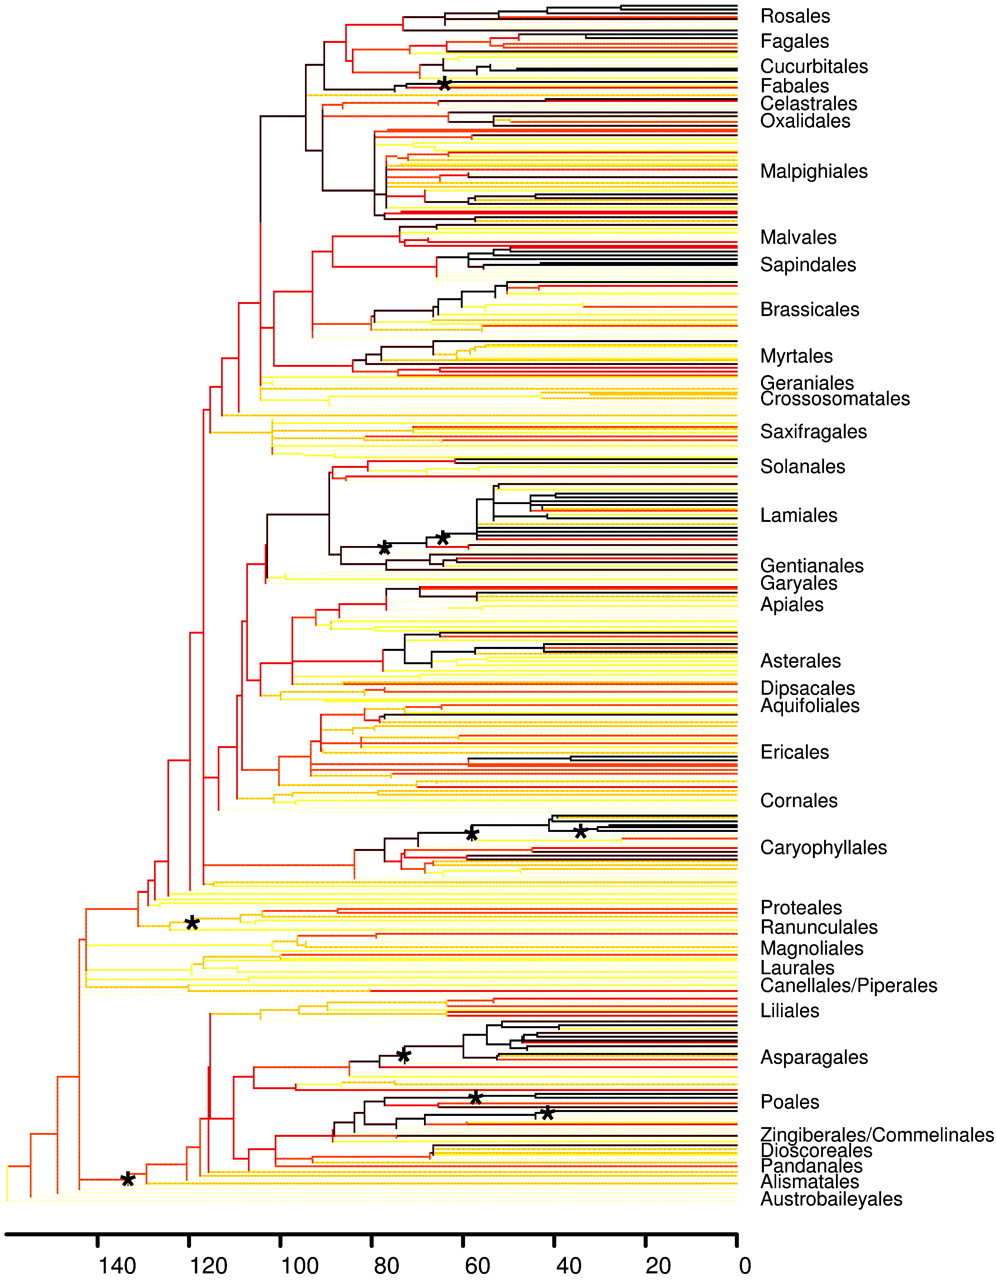 Rosales
Fagales
Cucurbitales
Fabales
Celastrales
Oxalidales
Malpighiales
Malvales
Sapindales
Brassicales
Myrtales
Geraniales
Crossosomatales
Saxifragales
Solanales
Lamiales
Gentianales
Garyales
Apiales
Asterales
Dipsacales
Aquifoliales
Ericales
Cornales
Caryophyllales
Proteales
Ranunculales
Magnoliales
Laurales
Canellales/Piperales
Liliales
Asparagales
Poales
Zingiberales/Commelinales
Dioscoreales
Pandanales
Alismatales
Austrobaileyales
140 120 100 80 60 40 20 0